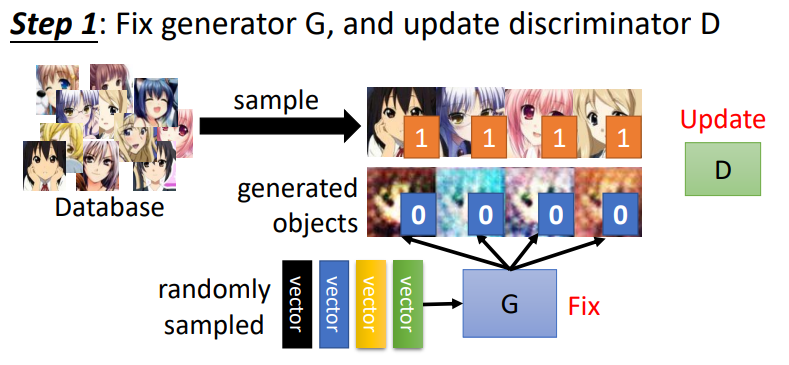 Step 1: Fix generator G, and update discriminator D
sample
Database
1
1
1
1
Update
D
generated
objects
0
0
0
0
randomly
sampled
vector
vector
vector
vector
G
Fix